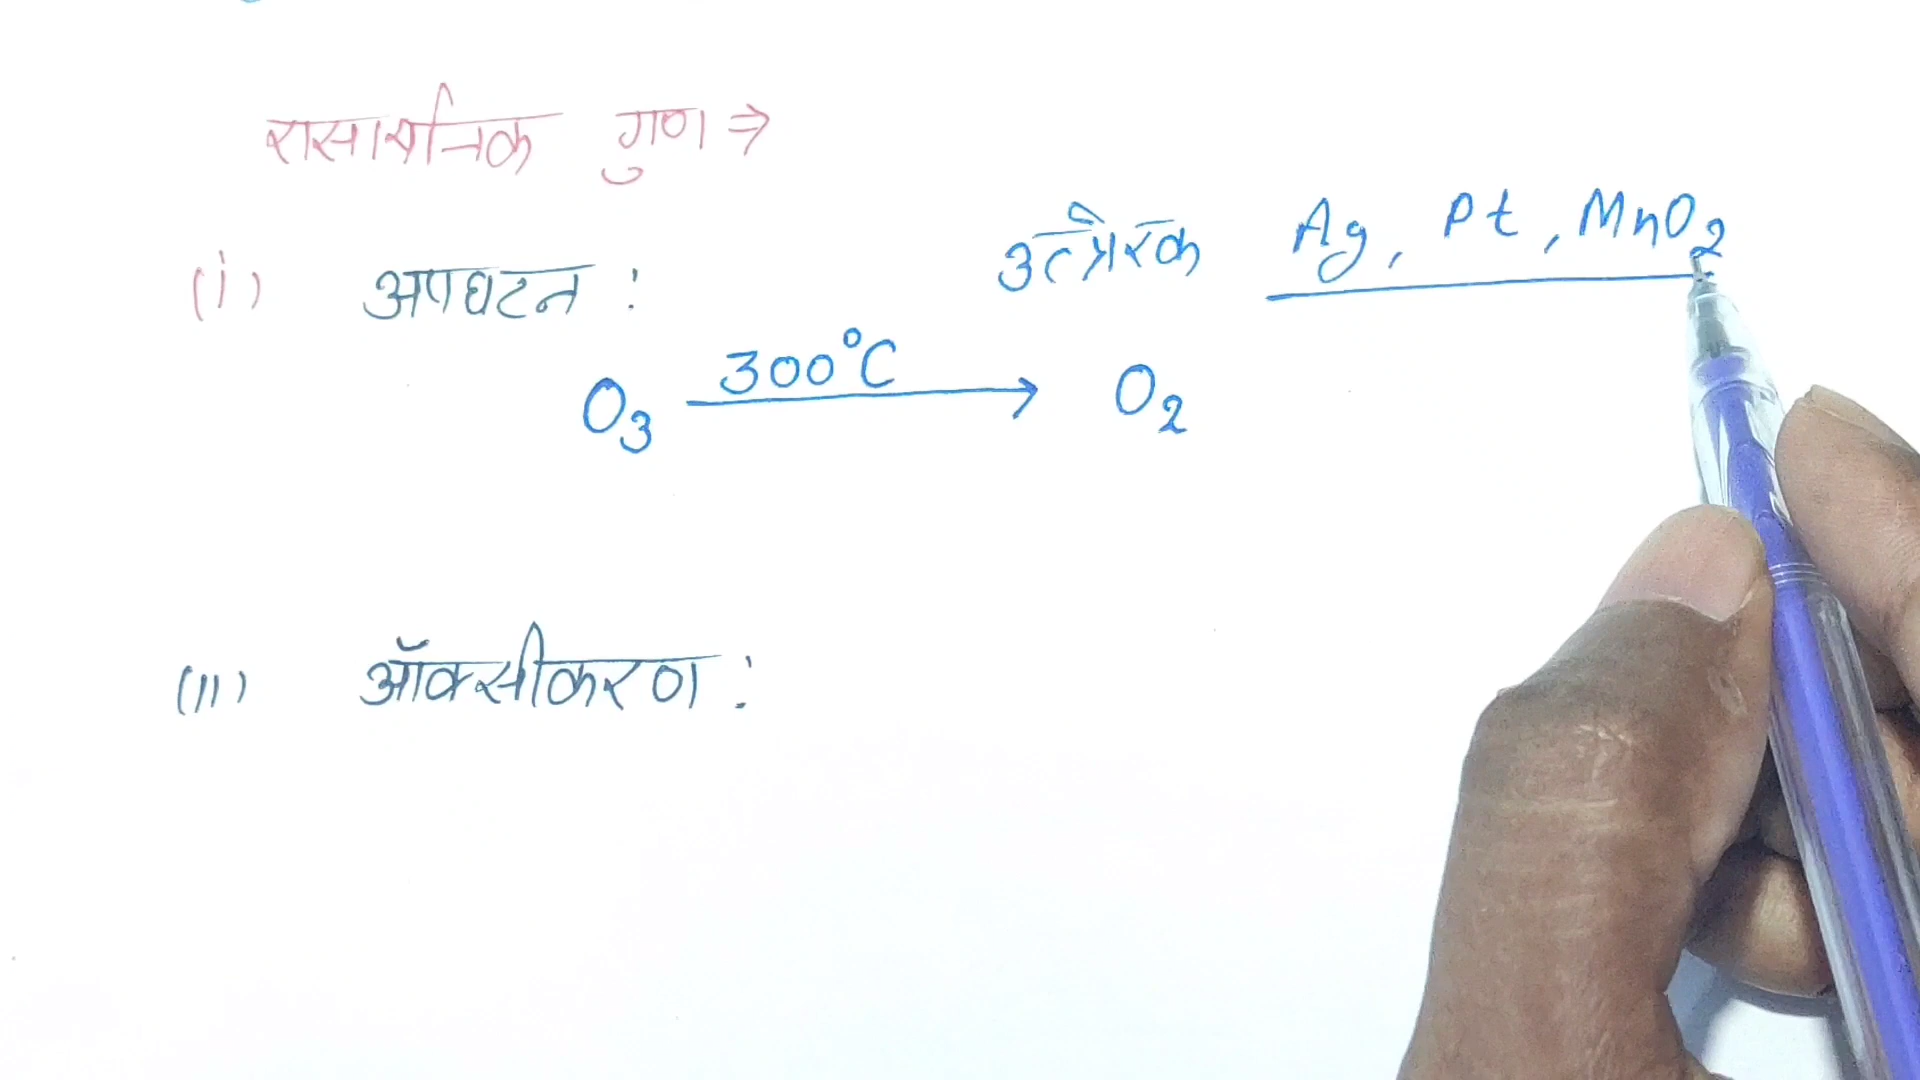 रासायनिक गुण ⇒
(i) अपघटन :
उत्प्रेरक Ag, Pt, MnO₂
O₃ 300°C → O₂
(ii) ऑक्सीकरण :